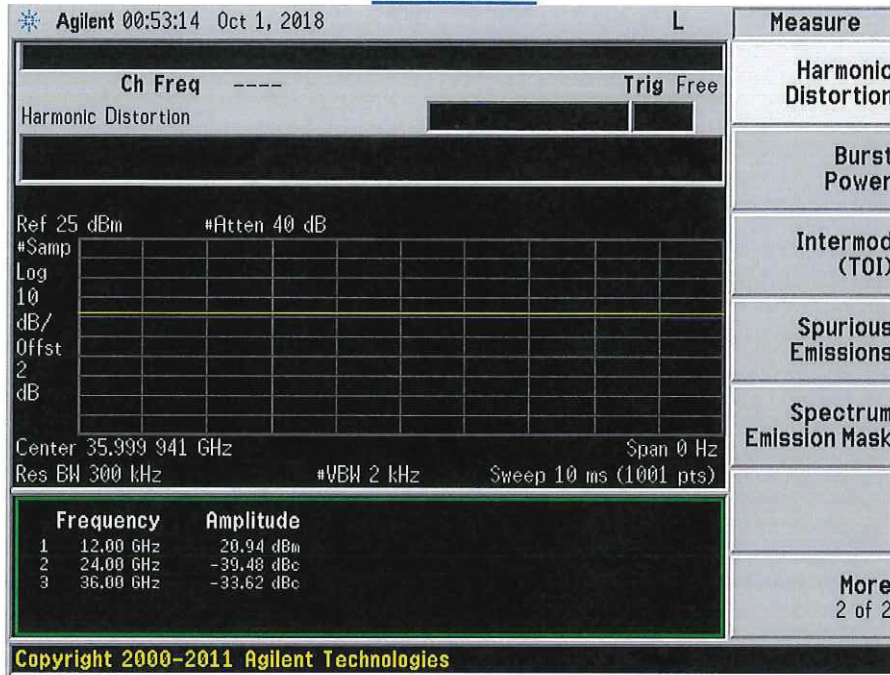 Agilent 00:53:14 Oct 1, 2018 L
Measure
Ch Freq ---- Trig Free
Harmonic Distortion
Ref 25 dBm #Atten 40 dB
#Samp
Log
10
dB/
Offst
2
dB
Center 35.999 941 GHz Span 0 Hz
Res BW 300 kHz #VBW 2 kHz Sweep 10 ms (1001 pts)
Frequency Amplitude
1 12.00 GHz 20.94 dBm
2 24.00 GHz -39.48 dBc
3 36.00 GHz -33.62 dBc
Copyright 2000-2011 Agilent Technologies
Harmonic
Distortion
Burst
Power
Intermod
(TOI)
Spurious
Emissions
Spectrum
Emission Mask
More
2 of 2